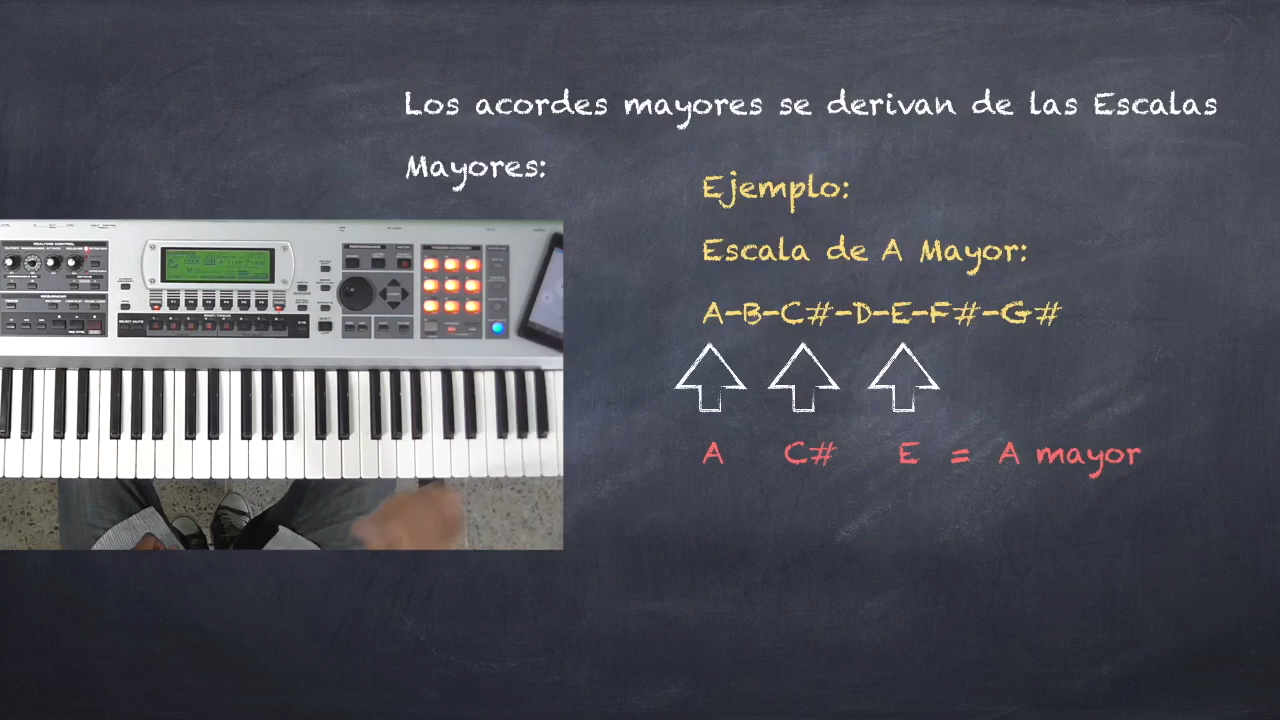 Los acordes mayores se derivan de las Escalas
Mayores:
Ejemplo:
Escala de A Mayor:
A-B-C#-D-E-F#-G#
A C# E = A mayor